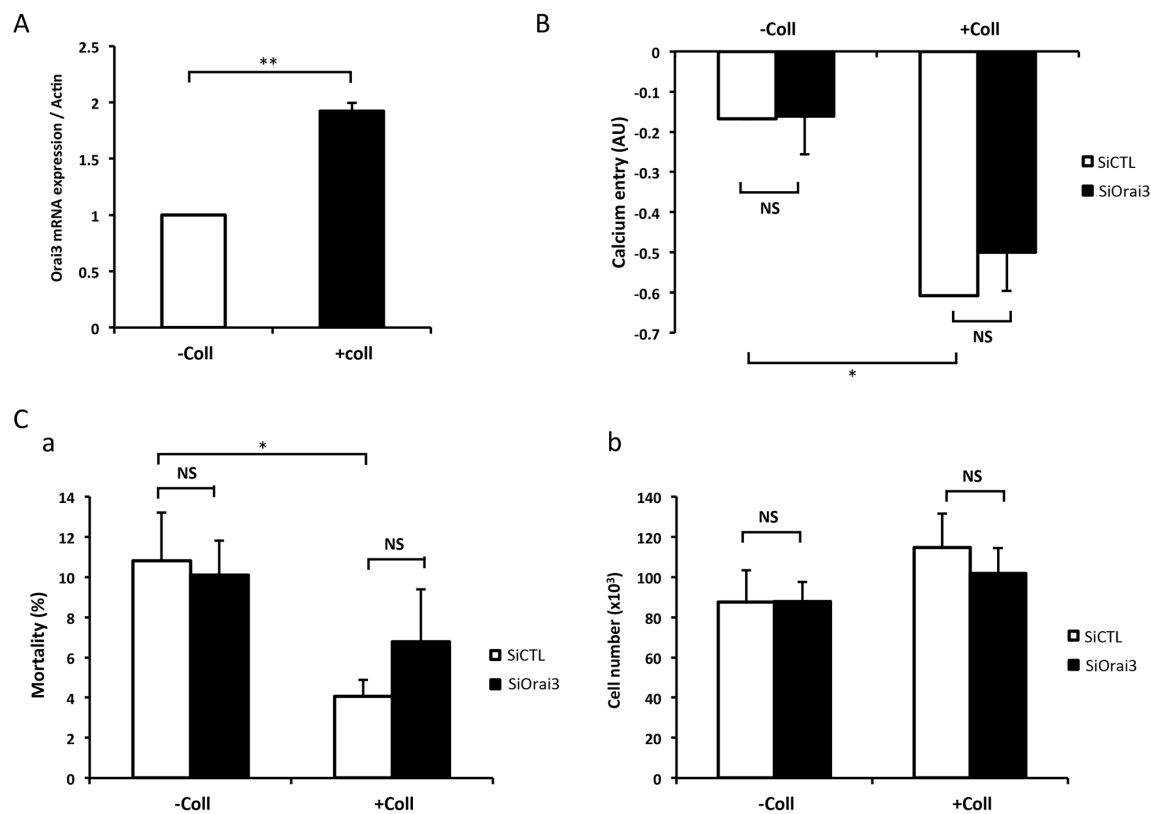 A
Orai3 mRNA expression / Actin
2.5
2
1.5
1
0.5
0
**
-Coll
+coll
B
-Coll
+Coll
Calcium entry (AU)
0
-0.1
-0.2
-0.3
-0.4
-0.5
-0.6
-0.7
NS
NS
*
SiCTL
SiOrai3
C
a
Mortality (%)
14
12
10
8
6
4
2
0
*
NS
NS
-Coll
+Coll
SiCTL
SiOrai3
b
Cell number (x10³)
140
120
100
80
60
40
20
0
NS
NS
-Coll
+Coll
SiCTL
SiOrai3